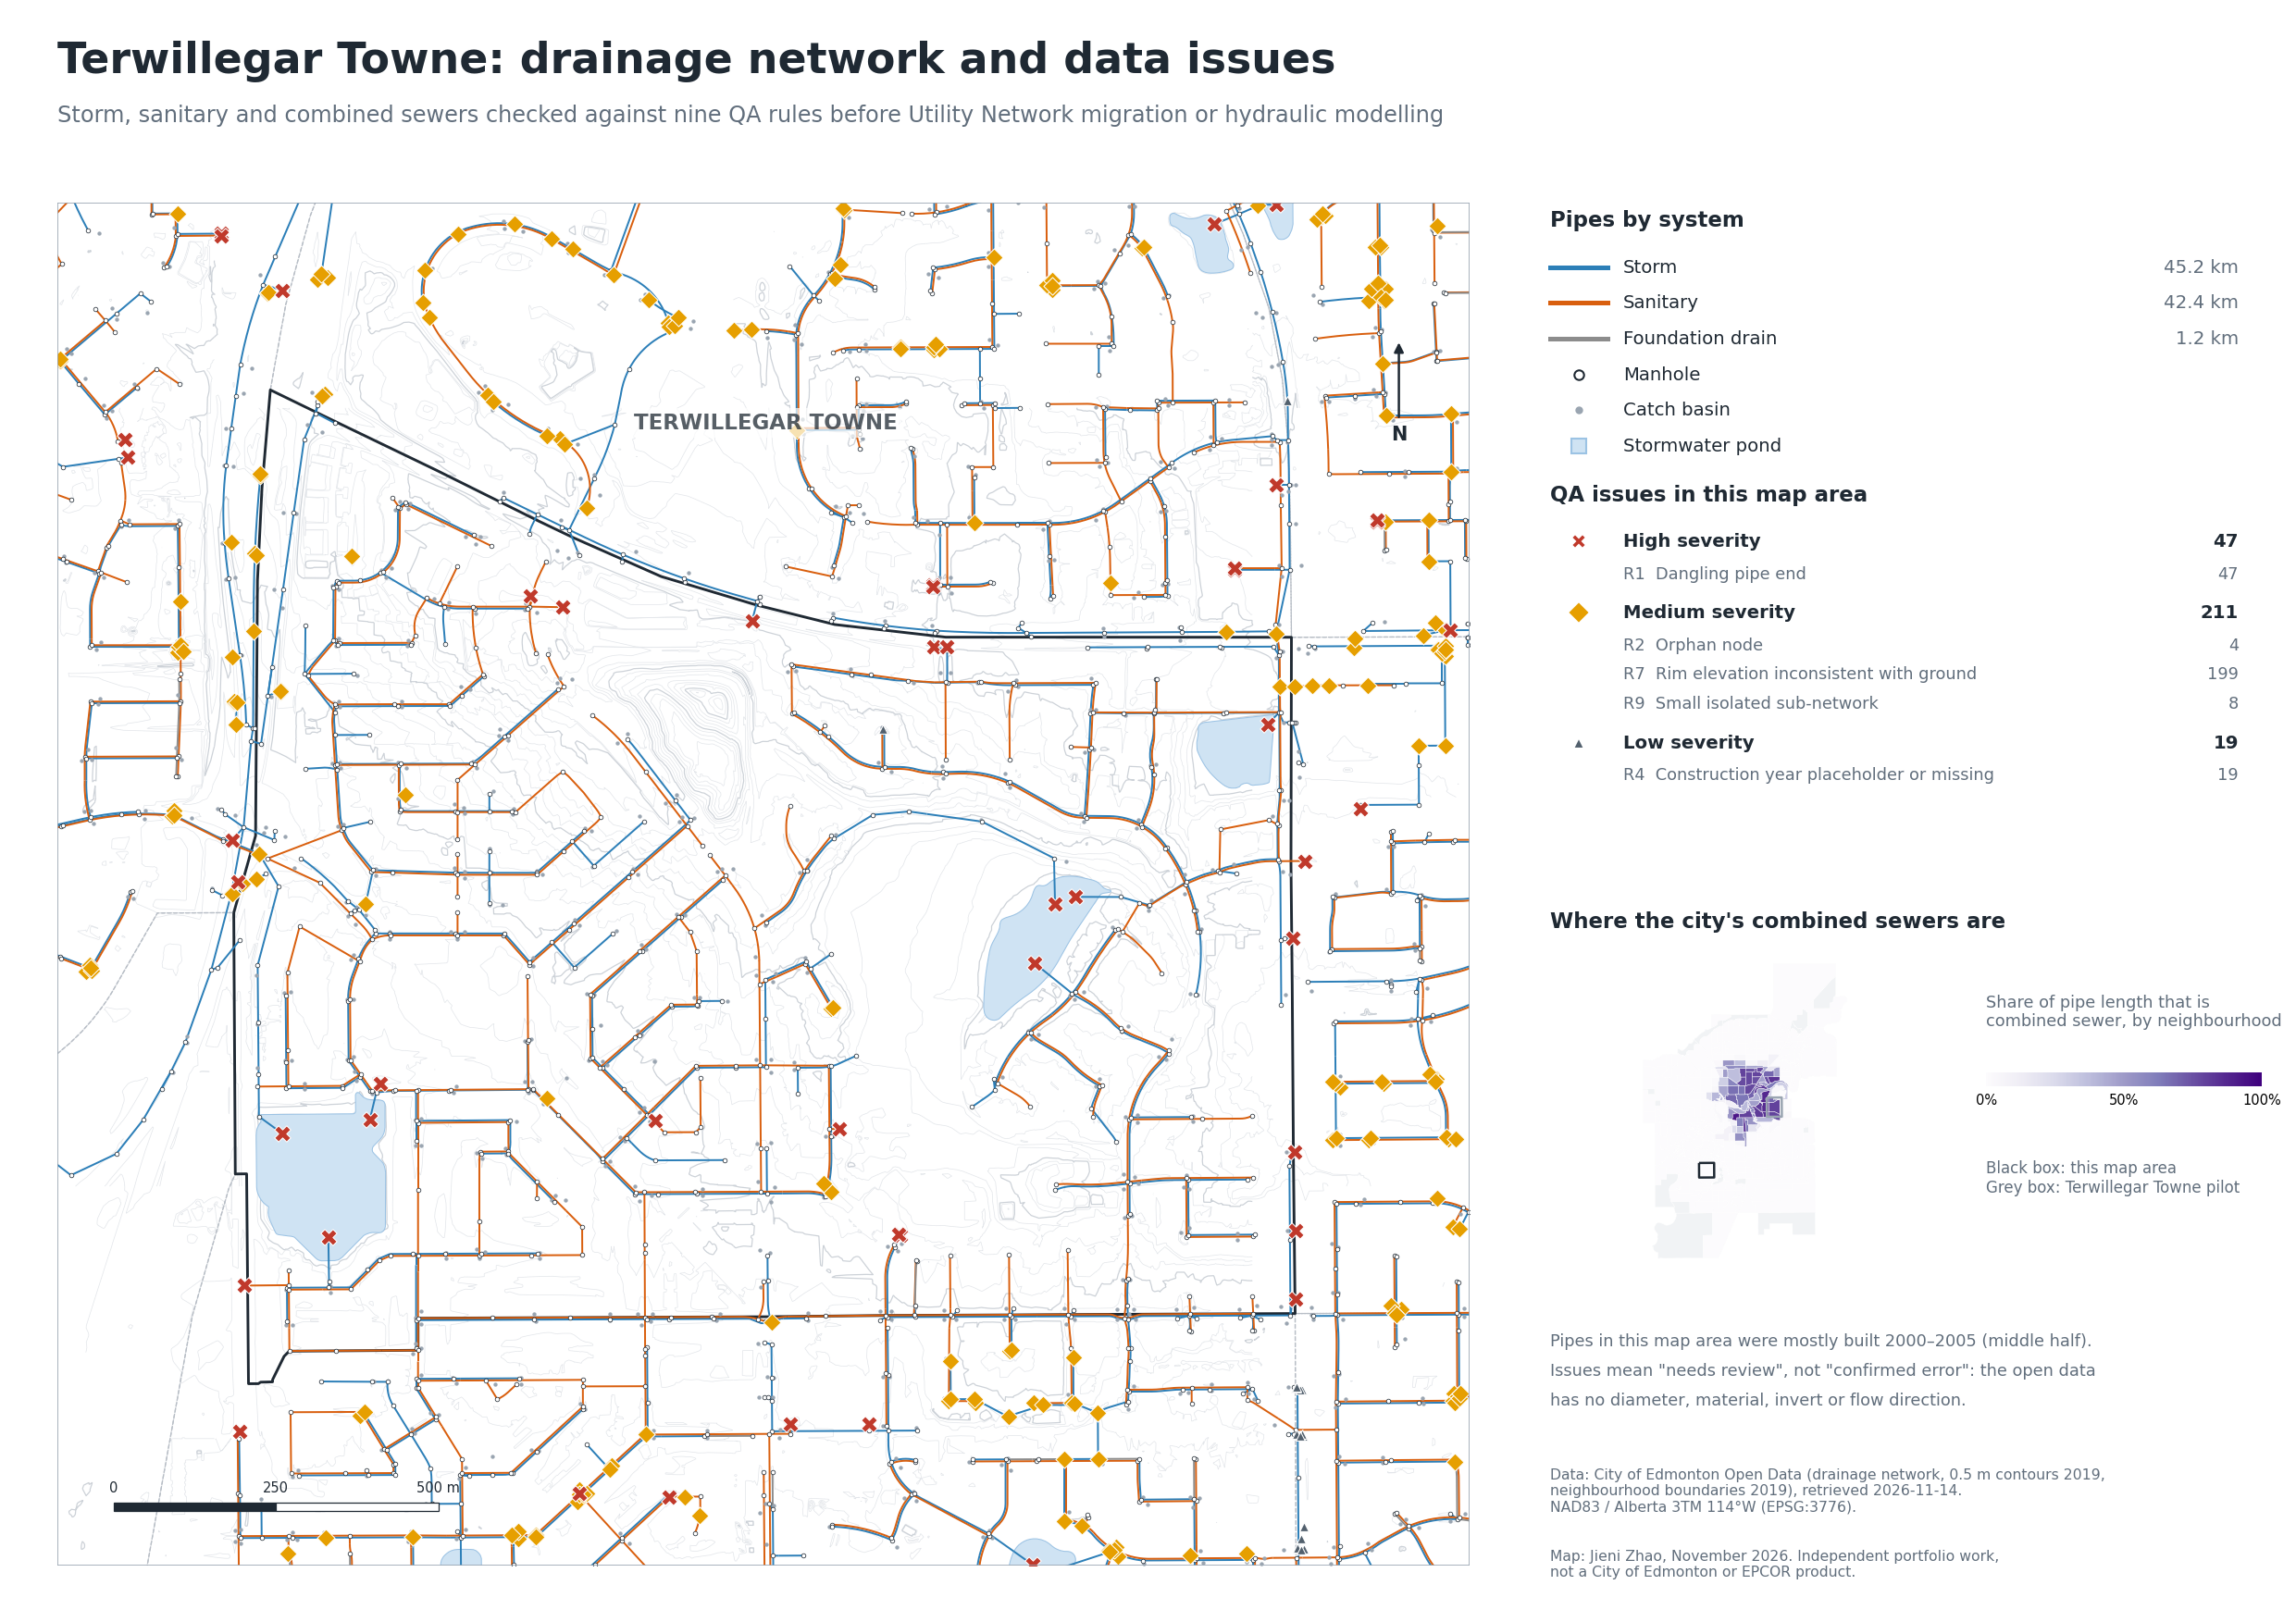 Terwillegar Towne: drainage network and data issues
Storm, sanitary and combined sewers checked against nine QA rules before Utility Network migration or hydraulic modelling
TERWILLEGAR TOWNE
N
0 250 500 m
Pipes by system
Storm 45.2 km
Sanitary 42.4 km
Foundation drain 1.2 km
Manhole
Catch basin
Stormwater pond
QA issues in this map area
High severity 47
R1 Dangling pipe end 47
Medium severity 211
R2 Orphan node 4
R7 Rim elevation inconsistent with ground 199
R9 Small isolated sub-network 8
Low severity 19
R4 Construction year placeholder or missing 19
Where the city's combined sewers are
Share of pipe length that is
combined sewer, by neighbourhood
0% 50% 100%
Black box: this map area
Grey box: Terwillegar Towne pilot
Pipes in this map area were mostly built 2000–2005 (middle half).
Issues mean "needs review", not "confirmed error": the open data
has no diameter, material, invert or flow direction.
Data: City of Edmonton Open Data (drainage network, 0.5 m contours 2019,
neighbourhood boundaries 2019), retrieved 2026-11-14.
NAD83 / Alberta 3TM 114°W (EPSG:3776).
Map: Jieni Zhao, November 2026. Independent portfolio work,
not a City of Edmonton or EPCOR product.